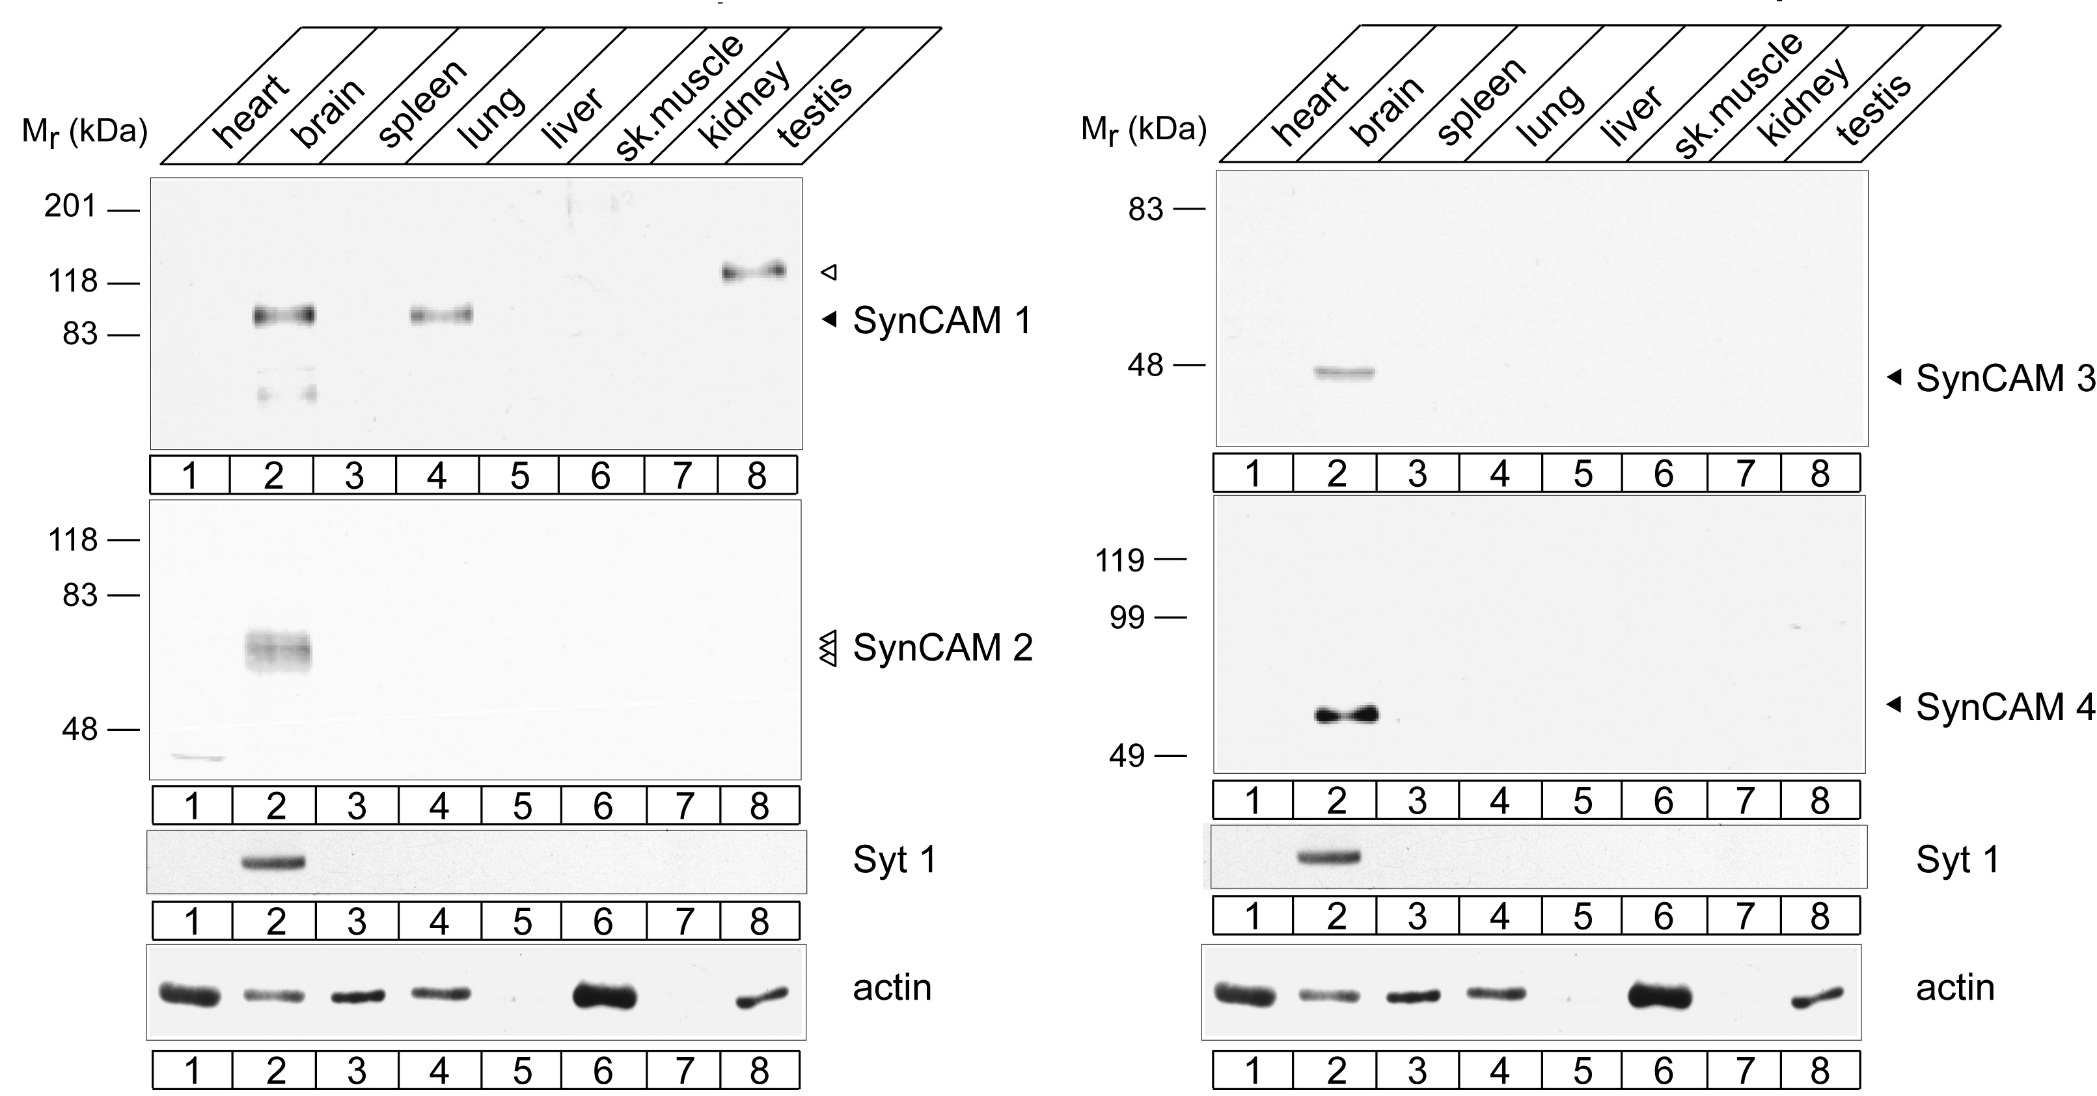 Mr (kDa)
heart
brain
spleen
lung
liver
sk.muscle
kidney
testis
201
118
83
SynCAM 1
1 2 3 4 5 6 7 8
118
83
48
SynCAM 2
1 2 3 4 5 6 7 8
Syt 1
1 2 3 4 5 6 7 8
actin
1 2 3 4 5 6 7 8
Mr (kDa)
heart
brain
spleen
lung
liver
sk.muscle
kidney
testis
83
48
SynCAM 3
1 2 3 4 5 6 7 8
119
99
49
SynCAM 4
1 2 3 4 5 6 7 8
Syt 1
1 2 3 4 5 6 7 8
actin
1 2 3 4 5 6 7 8